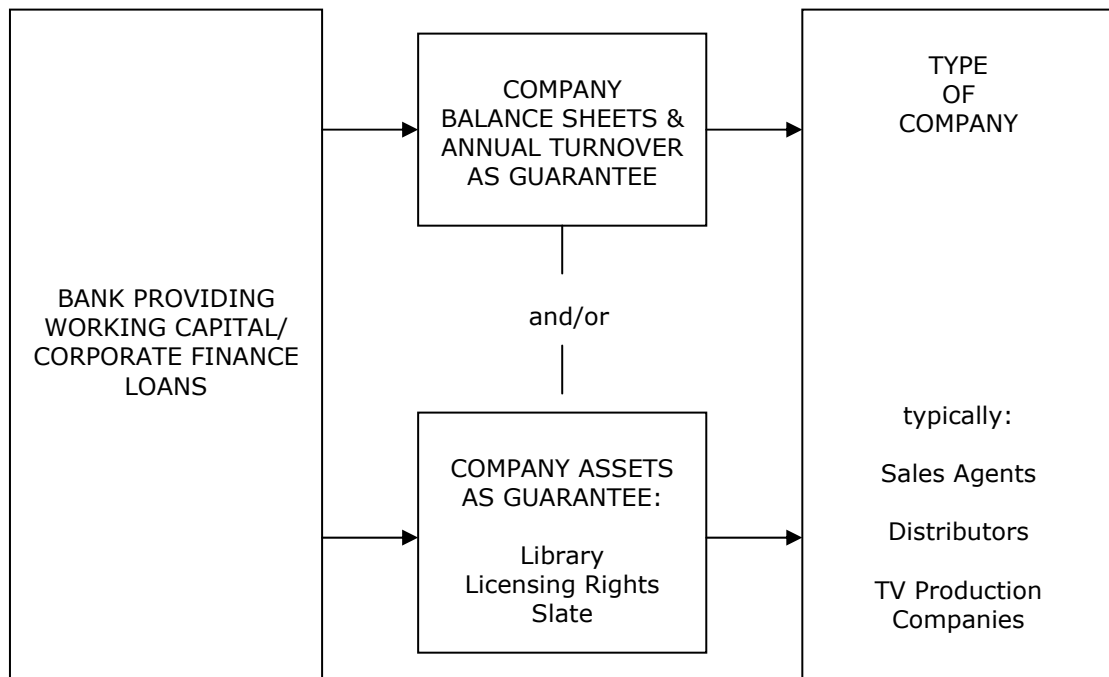 BANK PROVIDING
WORKING CAPITAL/
CORPORATE FINANCE
LOANS
COMPANY
BALANCE SHEETS &
ANNUAL TURNOVER
AS GUARANTEE
and/or
COMPANY ASSETS
AS GUARANTEE:
Library
Licensing Rights
Slate
TYPE
OF
COMPANY
typically:
Sales Agents
Distributors
TV Production
Companies